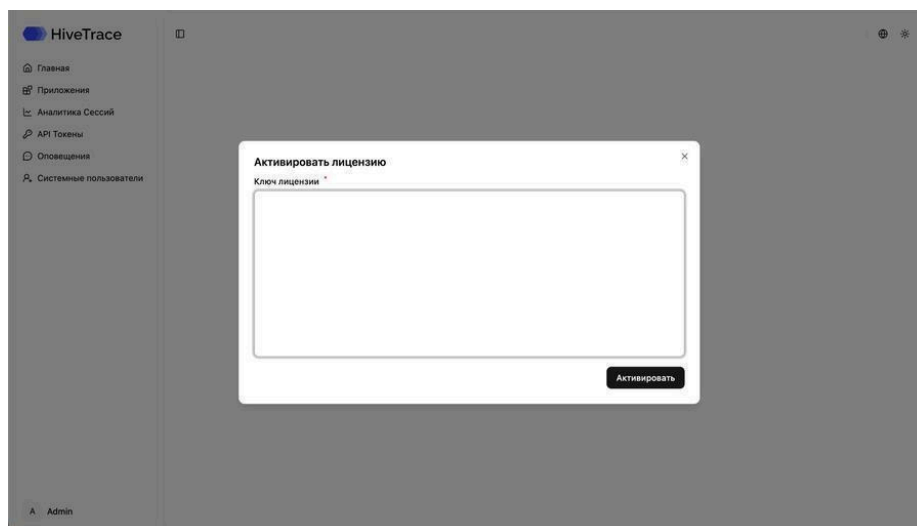 HiveTrace
Главная
Приложения
Аналитика Сессий
API Токены
Оповещения
Системные пользователи
Активировать лицензию
Ключ лицензии *
Активировать
A Admin